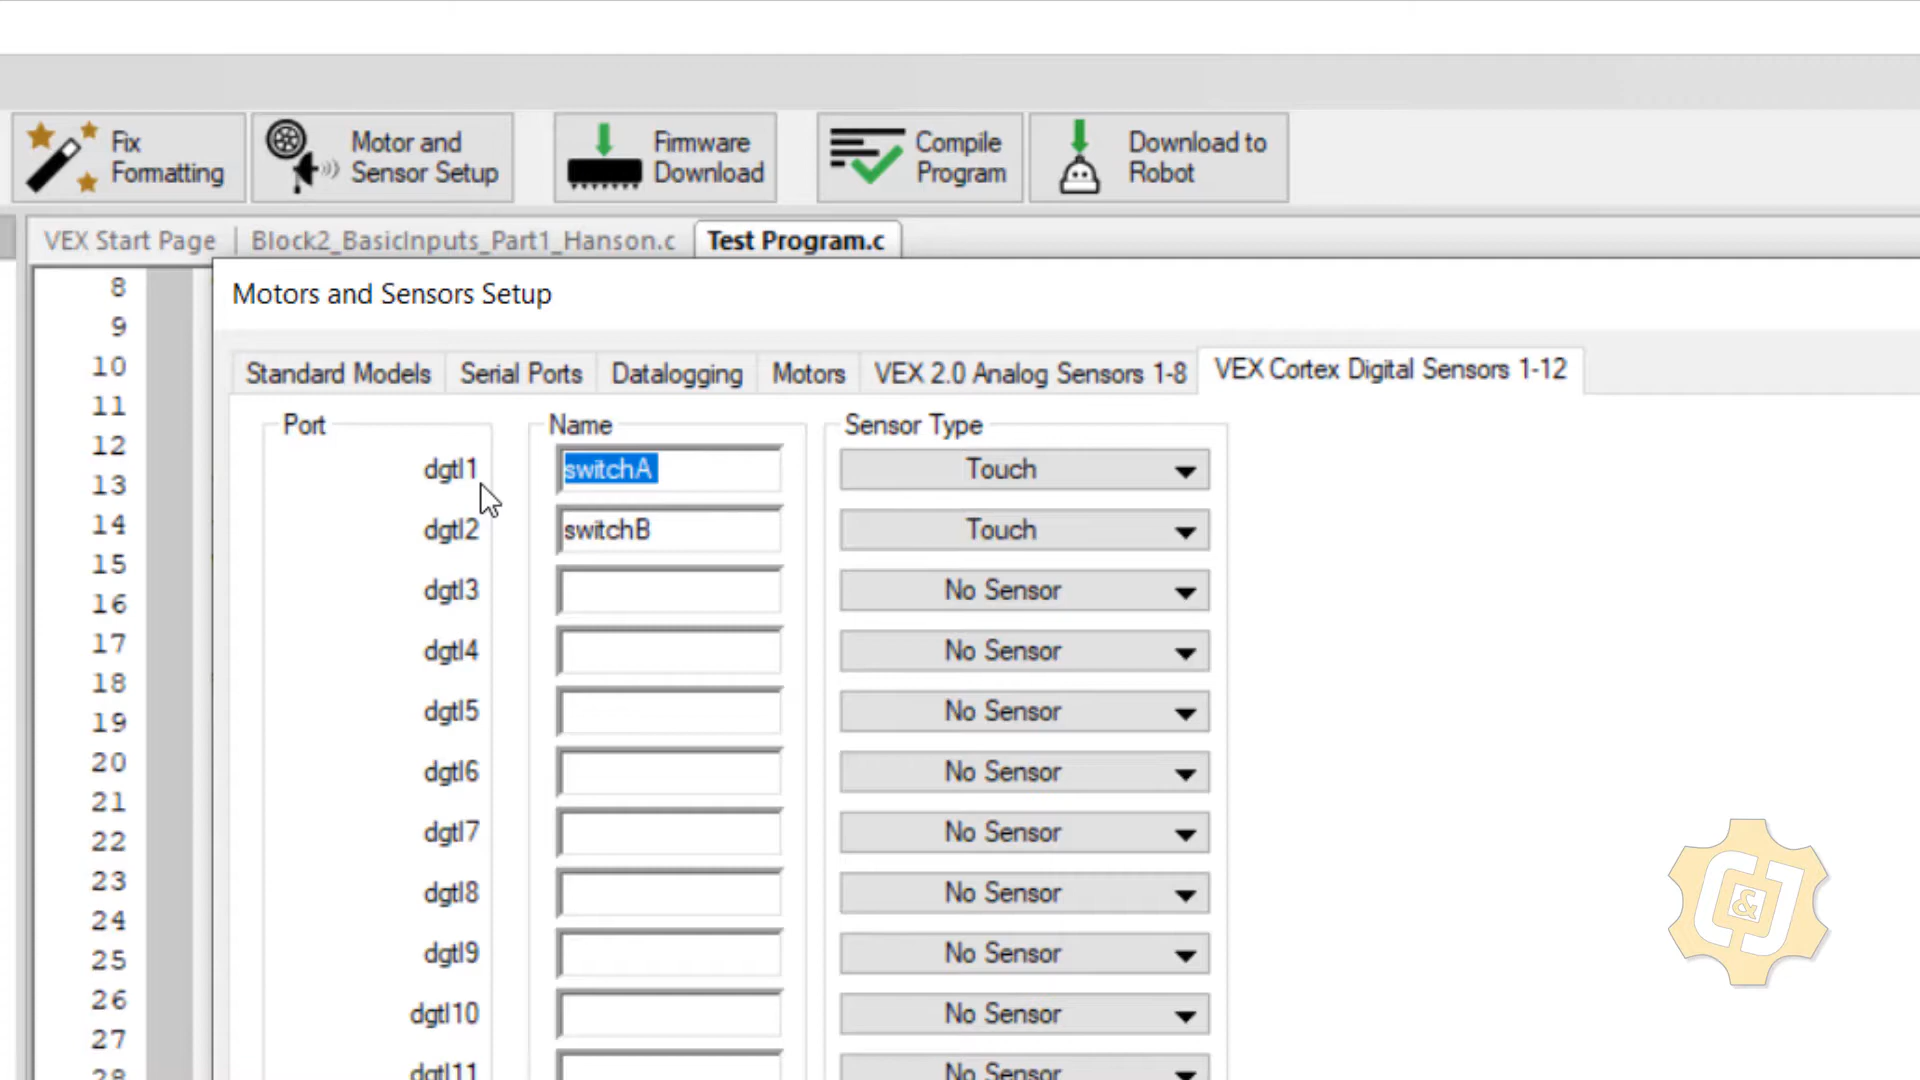 Fix
Formatting
Motor and
Sensor Setup
Firmware
Download
Compile
Program
Download to
Robot
VEX Start Page
Block2_BasicInputs_Part1_Hanson.c
Test Program.c
Motors and Sensors Setup
Standard Models
Serial Ports
Datalogging
Motors
VEX 2.0 Analog Sensors 1-8
VEX Cortex Digital Sensors 1-12
Port
Name
Sensor Type
dgtl1 switchA Touch
dgtl2 switchB Touch
dgtl3 No Sensor
dgtl4 No Sensor
dgtl5 No Sensor
dgtl6 No Sensor
dgtl7 No Sensor
dgtl8 No Sensor
dgtl9 No Sensor
dgtl10 No Sensor
dgtl11 No Sensor
8
9
10
11
12
13
14
15
16
17
18
19
20
21
22
23
24
25
26
27
28
&